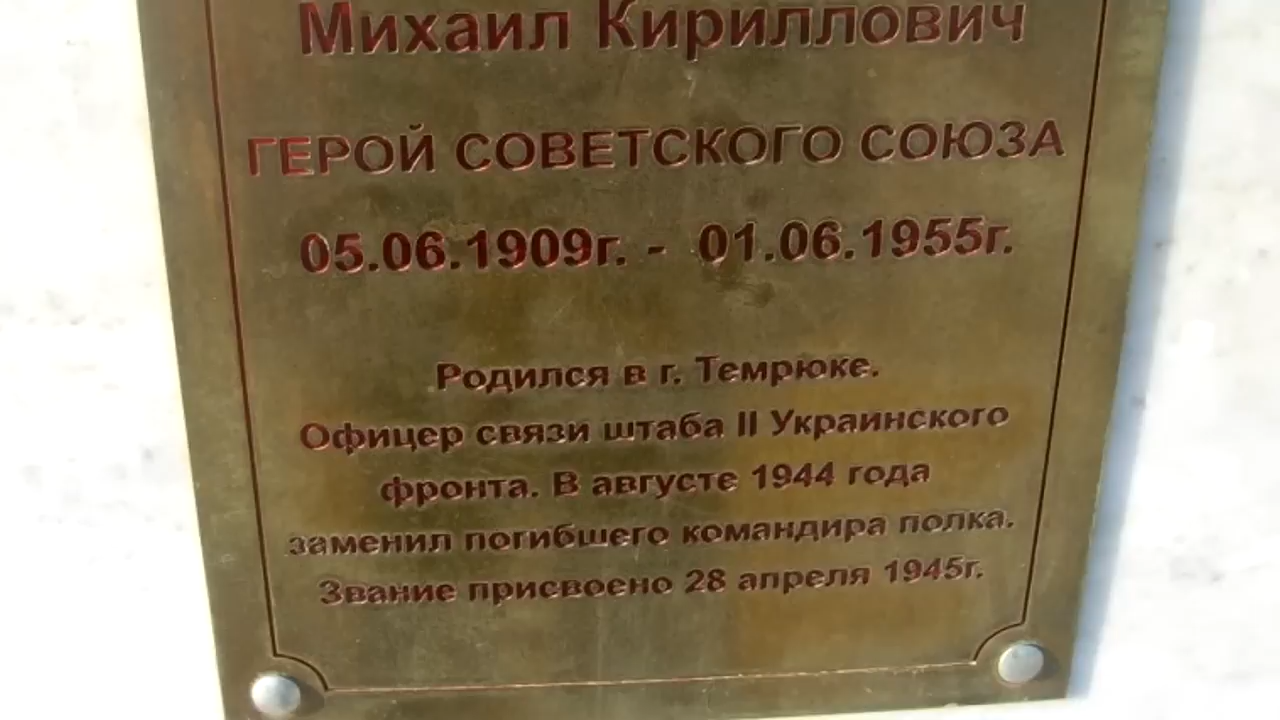 Михаил Кириллович
ГЕРОЙ СОВЕТСКОГО СОЮЗА
05.06.1909г. - 01.06.1955г.
Родился в г. Темрюке.
Офицер связи штаба II Украинского
фронта. В августе 1944 года
заменил погибшего командира полка.
Звание присвоено 28 апреля 1945г.